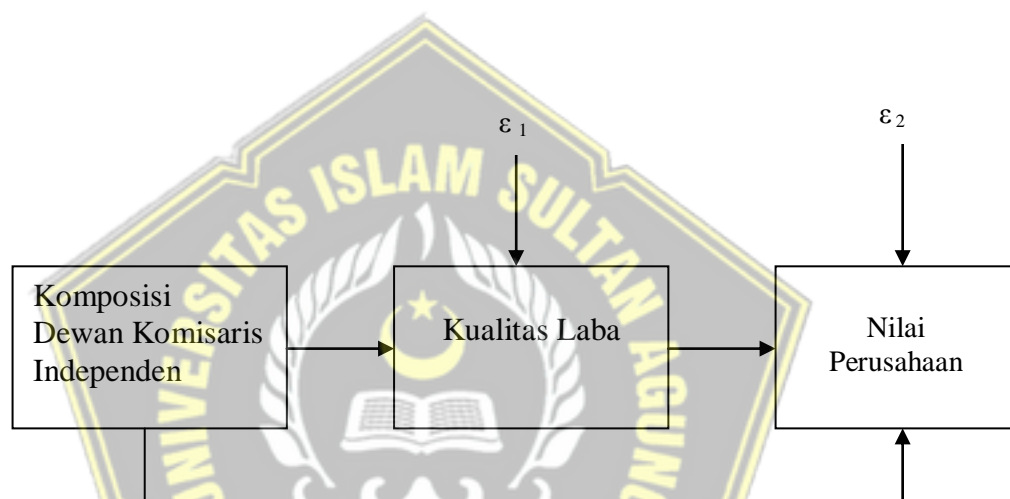 ε 1
ε 2
UNIVERSITAS ISLAM SULTAN AGUNG
Komposisi
Dewan Komisaris
Independen
Kualitas Laba
Nilai
Perusahaan